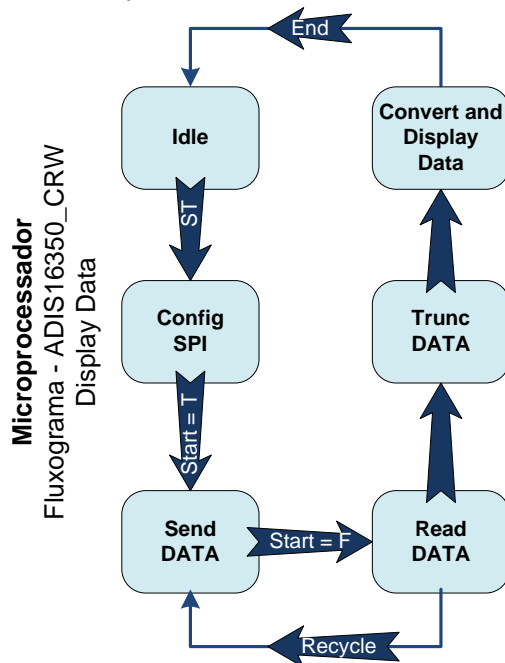 Microprocessador
Fluxograma - ADIS16350_CRW
Display Data
End
Idle
Convert and
Display
Data
ST
Config
SPI
Trunc
DATA
Start = T
Send
DATA
Start = F
Read
DATA
Recycle